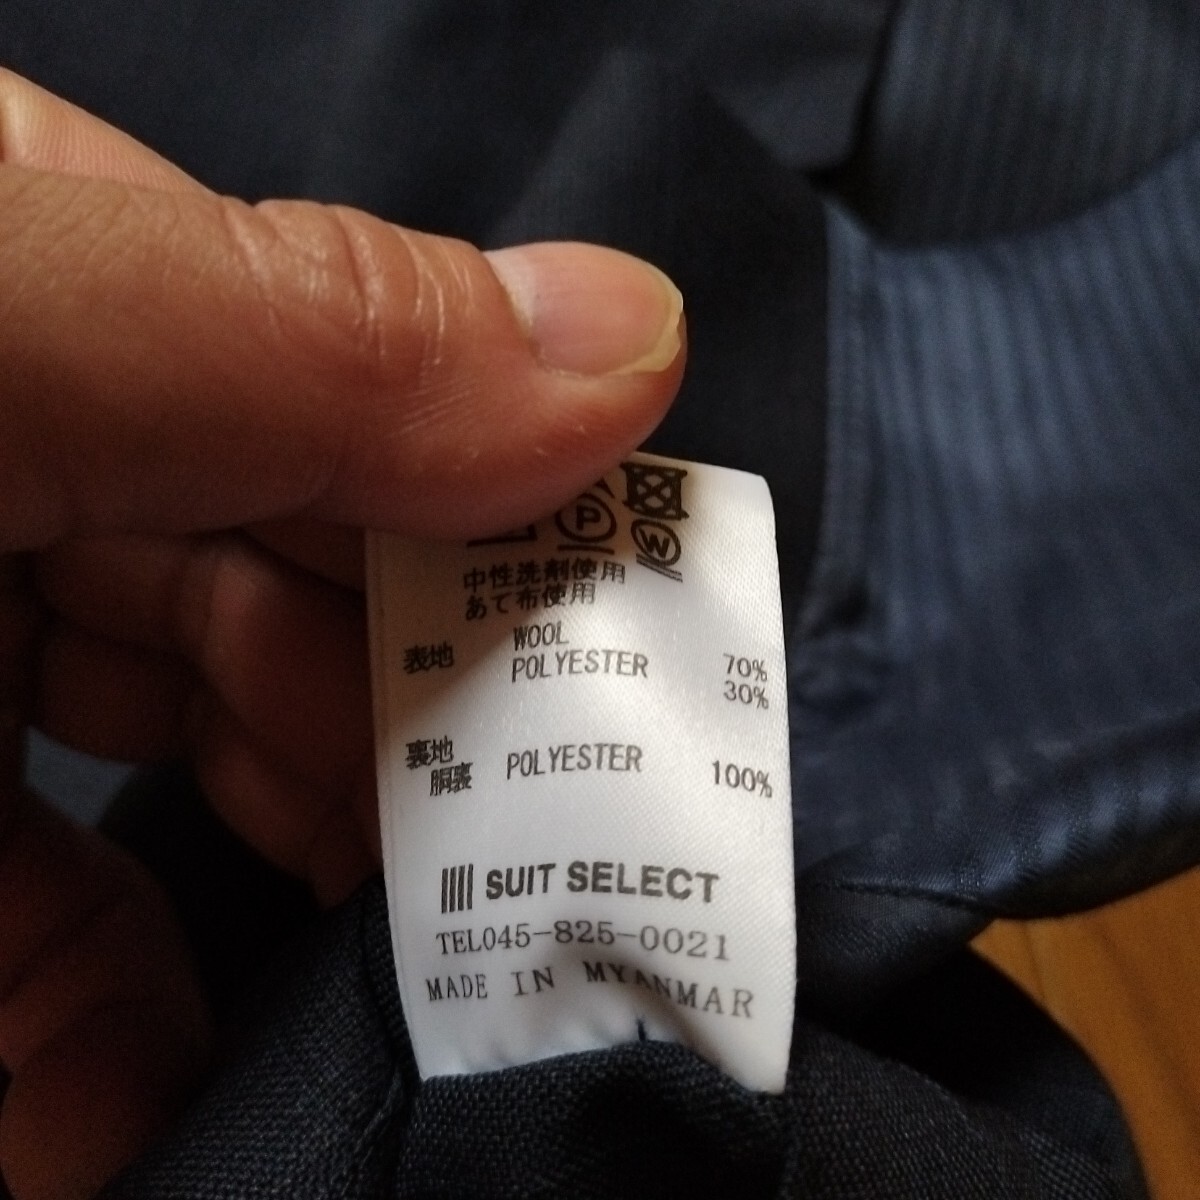 P
W
中性洗剤使用
あて布使用
表地 WOOL 70%
POLYESTER 30%
裏地
胴裏 POLYESTER 100%
SUIT SELECT
TEL045-825-0021
MADE IN MYANMAR